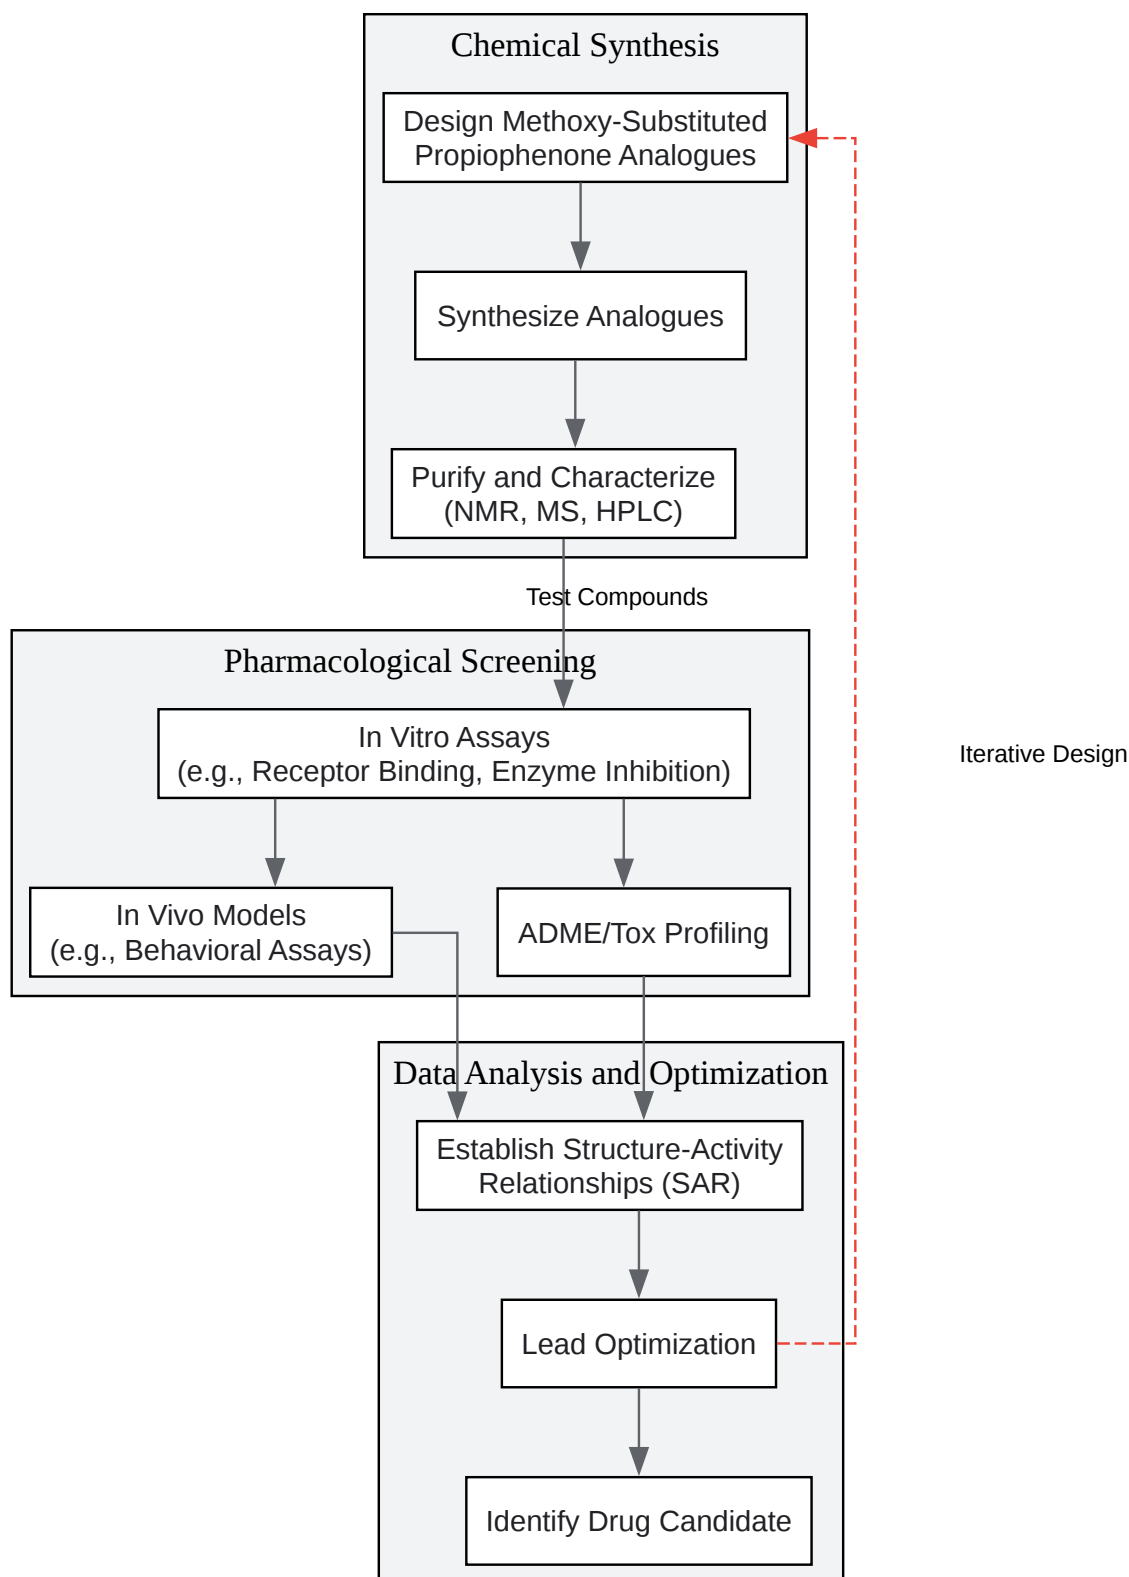 Chemical Synthesis
Design Methoxy-Substituted
Propiophenone Analogues
Synthesize Analogues
Purify and Characterize
(NMR, MS, HPLC)
Test Compounds
Pharmacological Screening
In Vitro Assays
(e.g., Receptor Binding, Enzyme Inhibition)
Iterative Design
In Vivo Models
(e.g., Behavioral Assays)
ADME/Tox Profiling
Data Analysis and Optimization
Establish Structure-Activity
Relationships (SAR)
Lead Optimization
Identify Drug Candidate